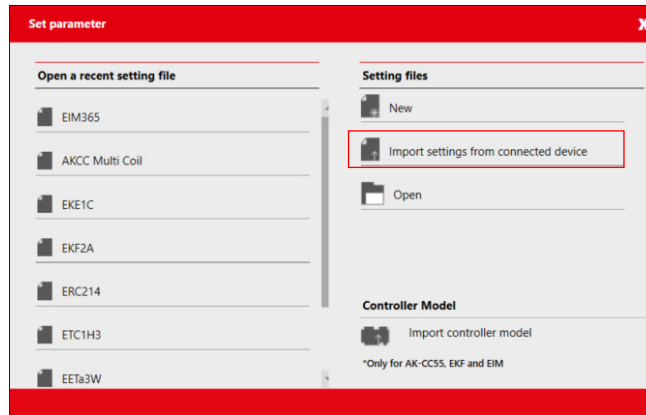 Set parameter
X
Open a recent setting file
EIM365
AKCC Multi Coil
EKE1C
EKF2A
ERC214
ETC1H3
EETa3W
Setting files
New
Import settings from connected device
Open
Controller Model
Import controller model
*Only for AK-CC55, EKF and EIM